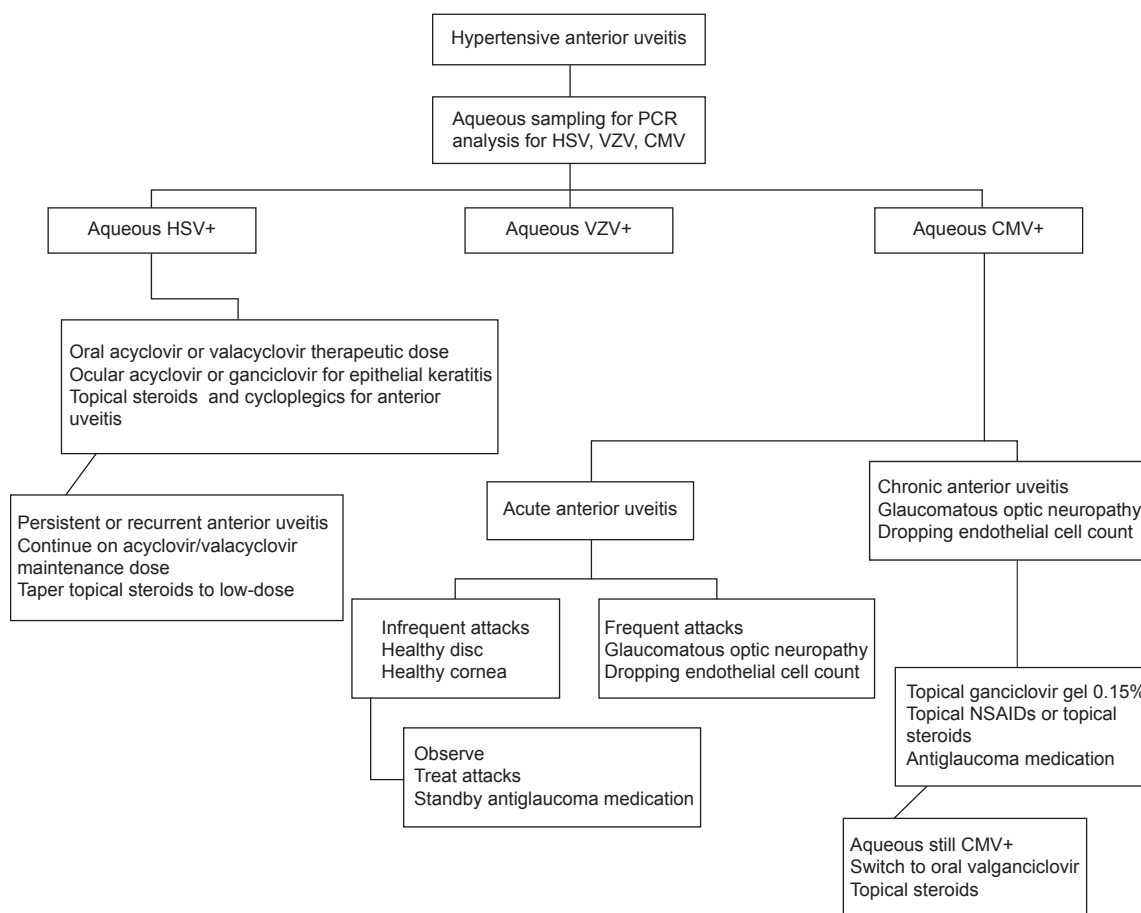 Hypertensive anterior uveitis
Aqueous sampling for PCR
analysis for HSV, VZV, CMV
Aqueous HSV+
Aqueous VZV+
Aqueous CMV+
Oral acyclovir or valacyclovir therapeutic dose
Ocular acyclovir or ganciclovir for epithelial keratitis
Topical steroids and cycloplegics for anterior
uveitis
Persistent or recurrent anterior uveitis
Continue on acyclovir/valacyclovir
maintenance dose
Taper topical steroids to low-dose
Acute anterior uveitis
Chronic anterior uveitis
Glaucomatous optic neuropathy
Dropping endothelial cell count
Infrequent attacks
Healthy disc
Healthy cornea
Frequent attacks
Glaucomatous optic neuropathy
Dropping endothelial cell count
Observe
Treat attacks
Standby antiglaucoma medication
Topical ganciclovir gel 0.15%
Topical NSAIDs or topical
steroids
Antiglaucoma medication
Aqueous still CMV+
Switch to oral valganciclovir
Topical steroids